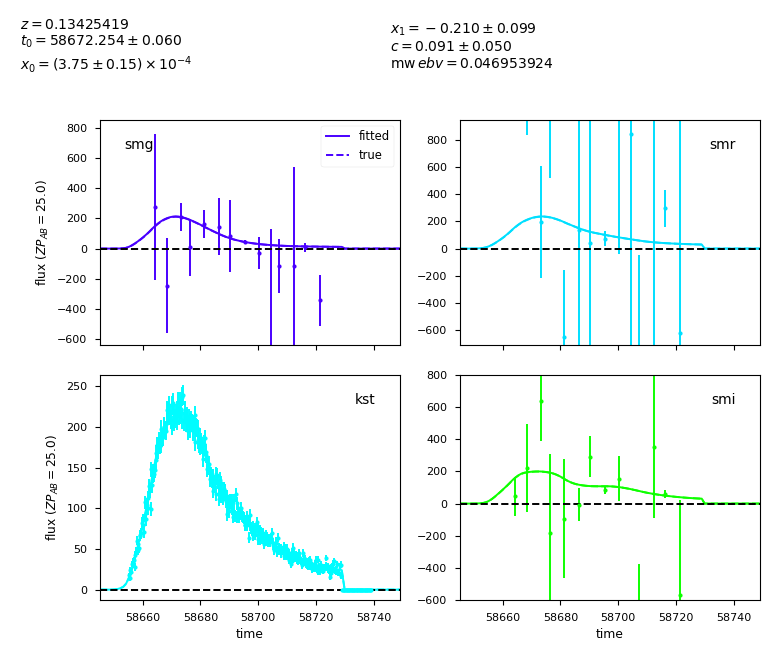 z = 0.13425419
t₀ = 58672.254 ± 0.060
x₀ = (3.75 ± 0.15) × 10⁻⁴
x₁ = −0.210 ± 0.099
c = 0.091 ± 0.050
mw ebv = 0.046953924
smg
fitted
true
800
600
400
200
0
−200
−400
−600
flux (ZP_AB = 25.0)
smr
800
600
400
200
0
−200
−400
−600
kst
250
200
150
100
50
0
flux (ZP_AB = 25.0)
58660 58680 58700 58720 58740
time
smi
800
600
400
200
0
−200
−400
−600
58660 58680 58700 58720 58740
time